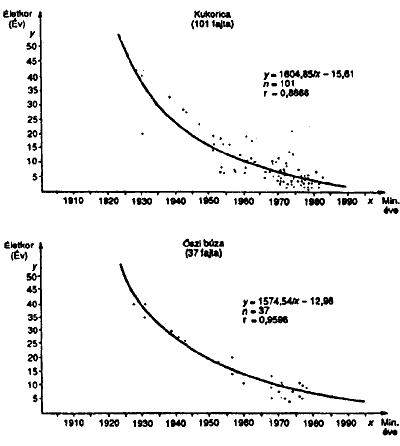 Életkor
(Év)
Kukorica
(101 fajta)
y
50
45
40
35
30
25
20
15
10
5
y = 1604,85/x − 15,61
n = 101
r = 0,8866
1910 1920 1930 1940 1950 1960 1970 1980 1990 x Min.
éve
Életkor
(Év)
Őszi búza
(37 fajta)
y
50
45
40
35
30
25
20
15
10
5
y = 1574,54/x − 12,96
n = 37
r = 0,9596
1910 1920 1930 1940 1950 1960 1970 1980 1990 x Min.
éve